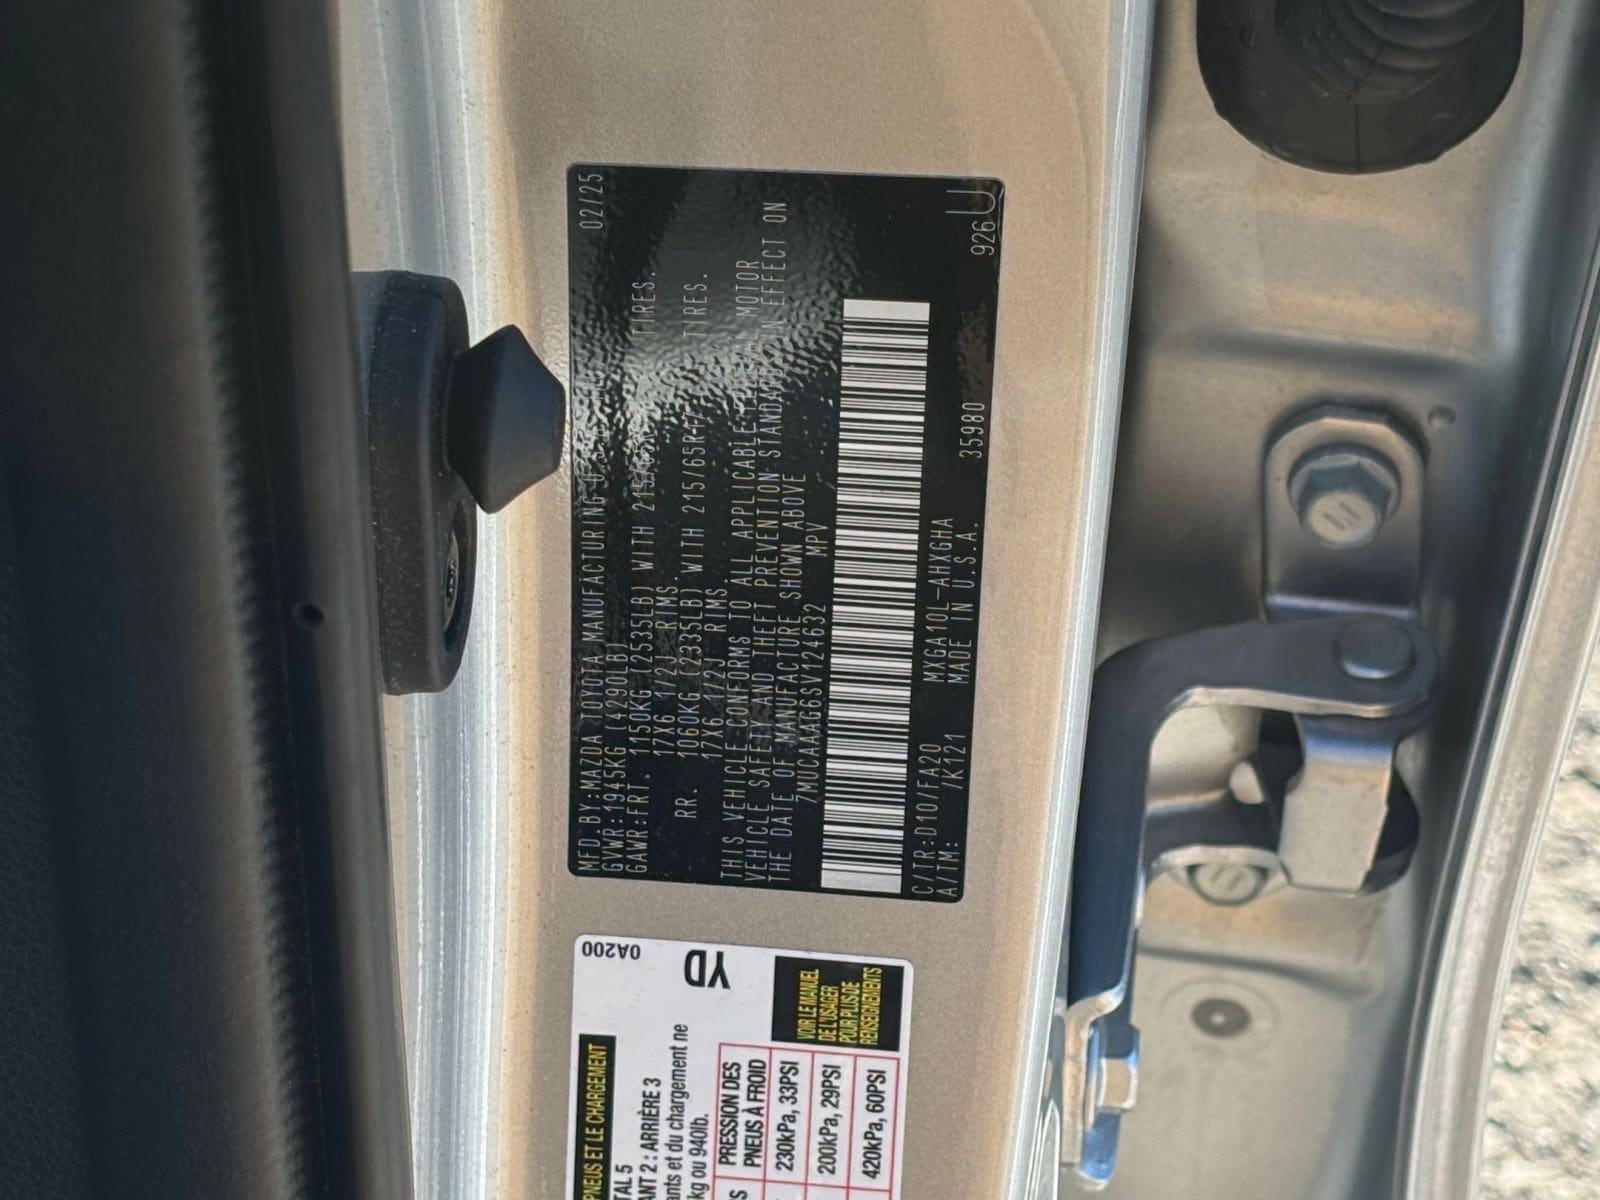 MFD.BY:MAZDA TOYOTA MANUFACTURING 02/25
GVWR:1945KG (4290LB)
GAWR:FRT. 1150KG(2535LB) WITH TIRES.
17X6 1/2J RIMS.
RR. 1060KG(2335LB) WITH 215/65R17 TIRES.
17X6 1/2J RIMS.
THIS VEHICLE CONFORMS TO ALL APPLICABLE MOTOR
VEHICLE SAFETY AND THEFT PREVENTION STANDARDS IN EFFECT ON
THE DATE OF MANUFACTURE SHOWN ABOVE
7MUCAAAG6SV124632 MPV
C/TR:D10/FA20 MXGA10L-AHXGHA
A/TM: /K121 MADE IN U.S.A. 35980 926U
0A200
YD
PNEUS ET LE CHARGEMENT
TAL 5
ANT 2 : ARRIÈRE 3
ants et du chargement ne
kg ou 940lb.
PRESSION DES
PNEUS À FROID
230kPa, 33PSI
200kPa, 29PSI
420kPa, 60PSI
VOIR LE MANUEL
DE L'USAGER
POUR PLUS DE
RENSEIGNEMENTS